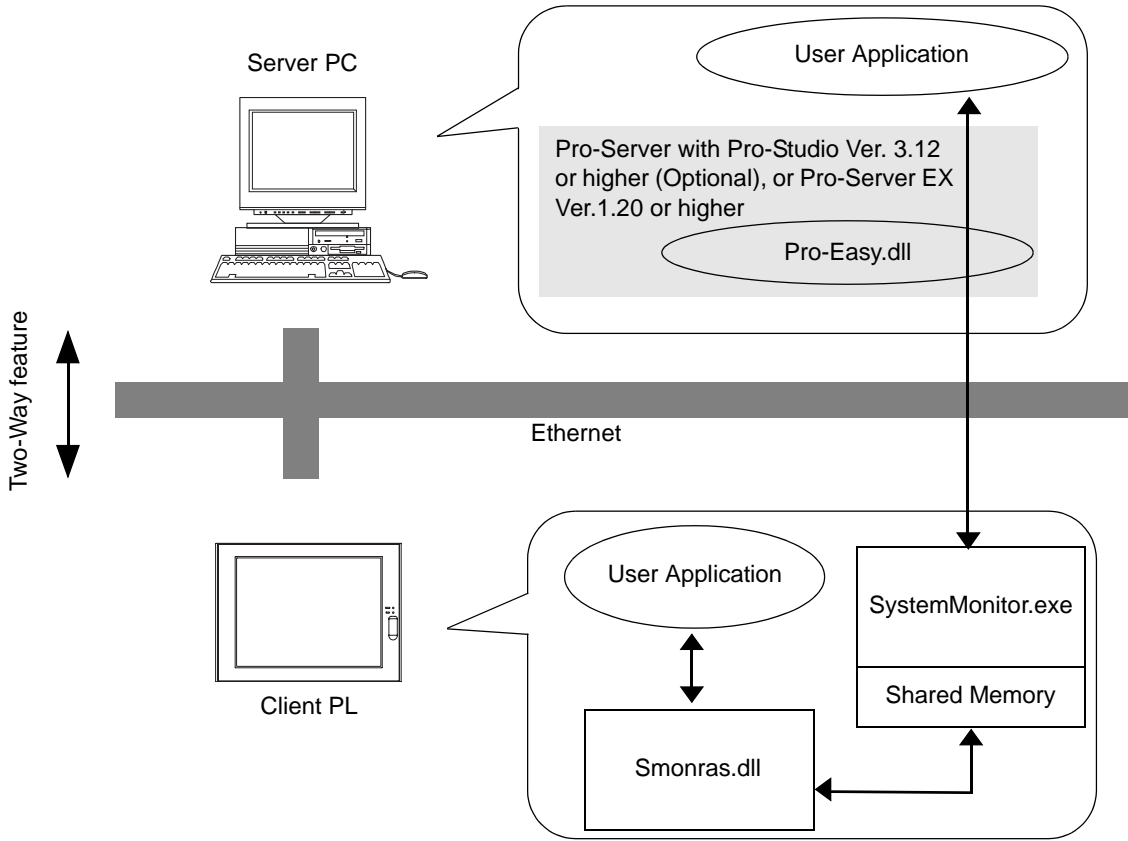 Server PC
User Application
Pro-Server with Pro-Studio Ver. 3.12
or higher (Optional), or Pro-Server EX
Ver.1.20 or higher
Pro-Easy.dll
Two-Way feature
Ethernet
User Application
SystemMonitor.exe
Shared Memory
Client PL
Smonras.dll